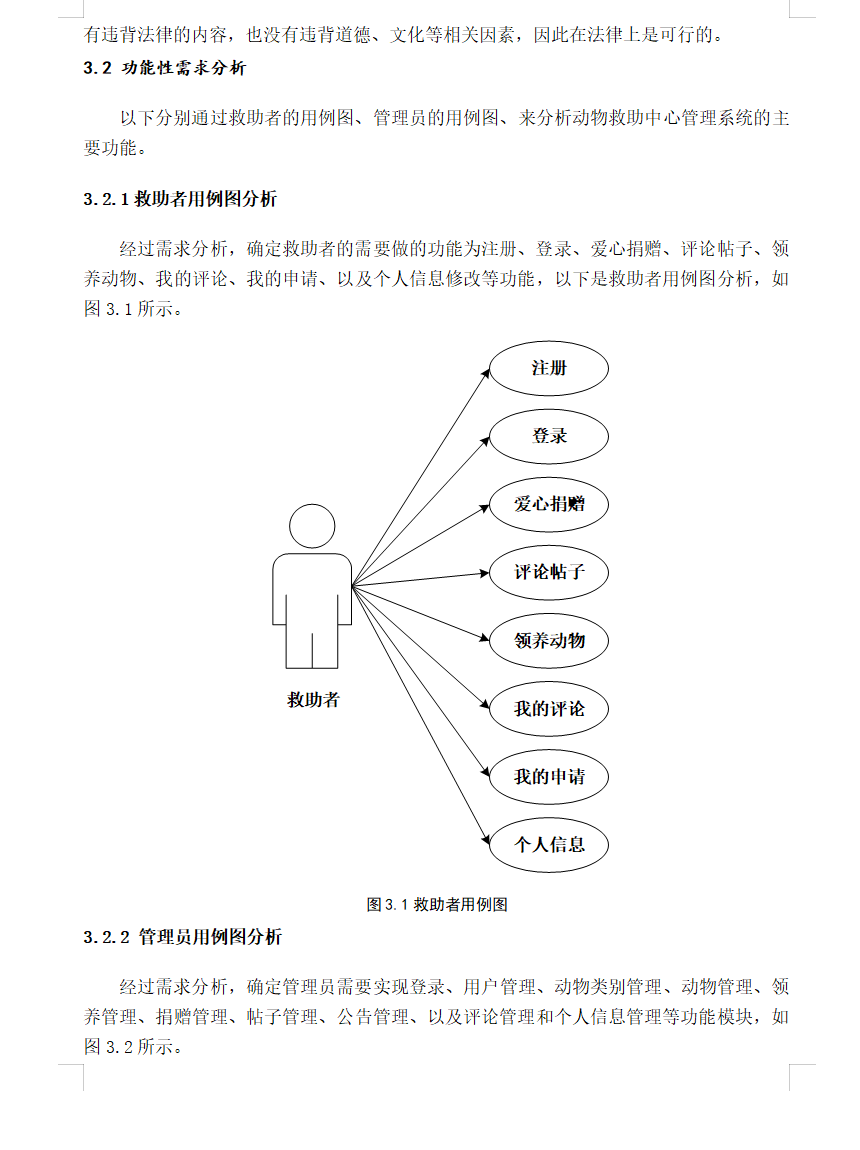 有违背法律的内容，也没有违背道德、文化等相关因素，因此在法律上是可行的。
3.2 功能性需求分析
以下分别通过救助者的用例图、管理员的用例图、来分析动物救助中心管理系统的主
要功能。
3.2.1救助者用例图分析
经过需求分析，确定救助者的需要做的功能为注册、登录、爱心捐赠、评论帖子、领
养动物、我的评论、我的申请、以及个人信息修改等功能，以下是救助者用例图分析，如
图 3.1 所示。
注册
登录
爱心捐赠
评论帖子
领养动物
救助者
我的评论
我的申请
个人信息
图 3.1 救助者用例图
3.2.2 管理员用例图分析
经过需求分析，确定管理员需要实现登录、用户管理、动物类别管理、动物管理、领
养管理、捐赠管理、帖子管理、公告管理、以及评论管理和个人信息管理等功能模块，如
图 3.2 所示。